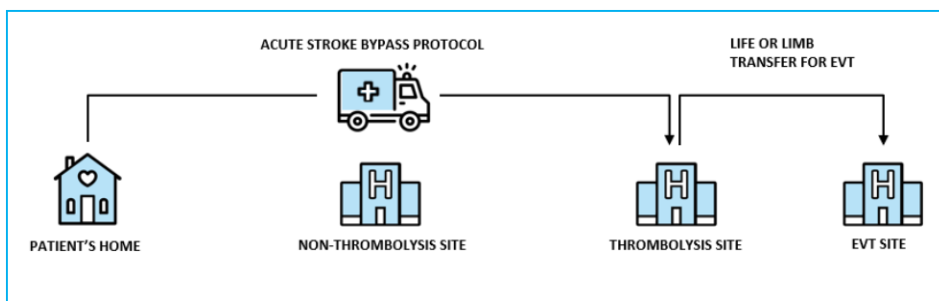 ACUTE STROKE BYPASS PROTOCOL
LIFE OR LIMB
TRANSFER FOR EVT
H
H
H
PATIENT'S HOME
NON-THROMBOLYSIS SITE
THROMBOLYSIS SITE
EVT SITE